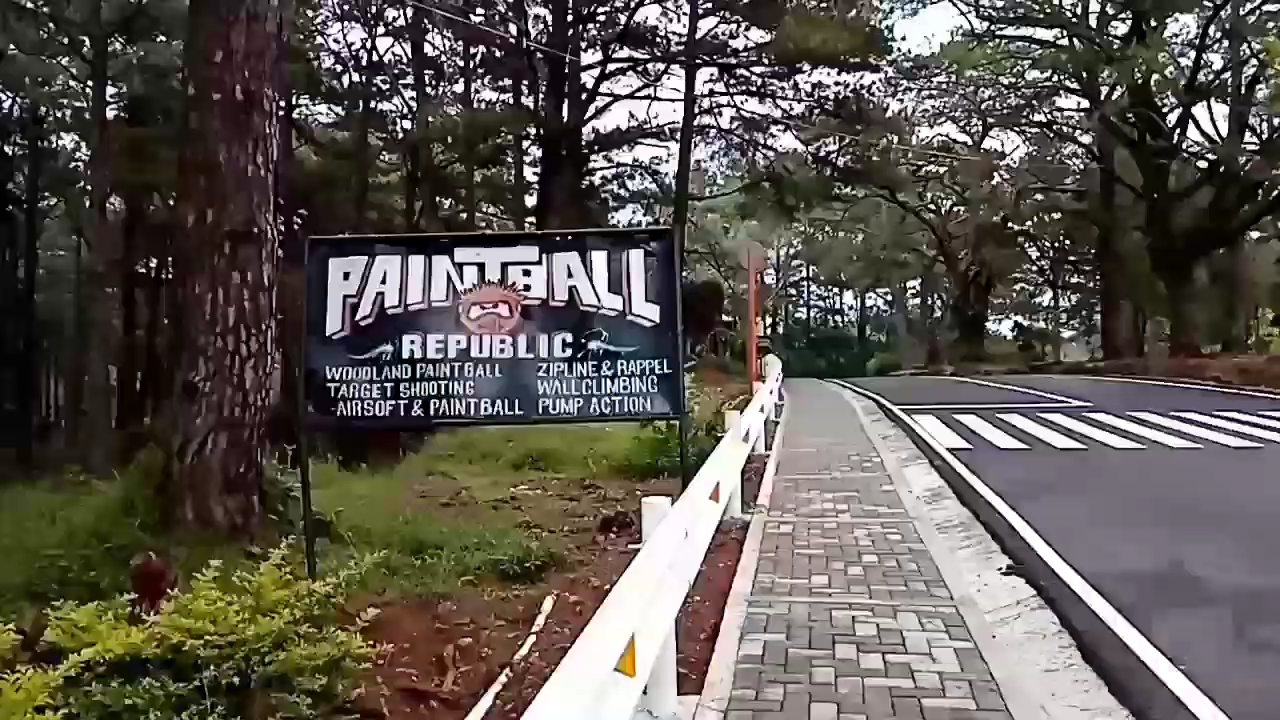 PAINTBALL
REPUBLIC
WOODLAND PAINTBALL
TARGET SHOOTING
-AIRSOFT & PAINTBALL
ZIPLINE & RAPPEL
WALLCLIMBING
PUMP ACTION